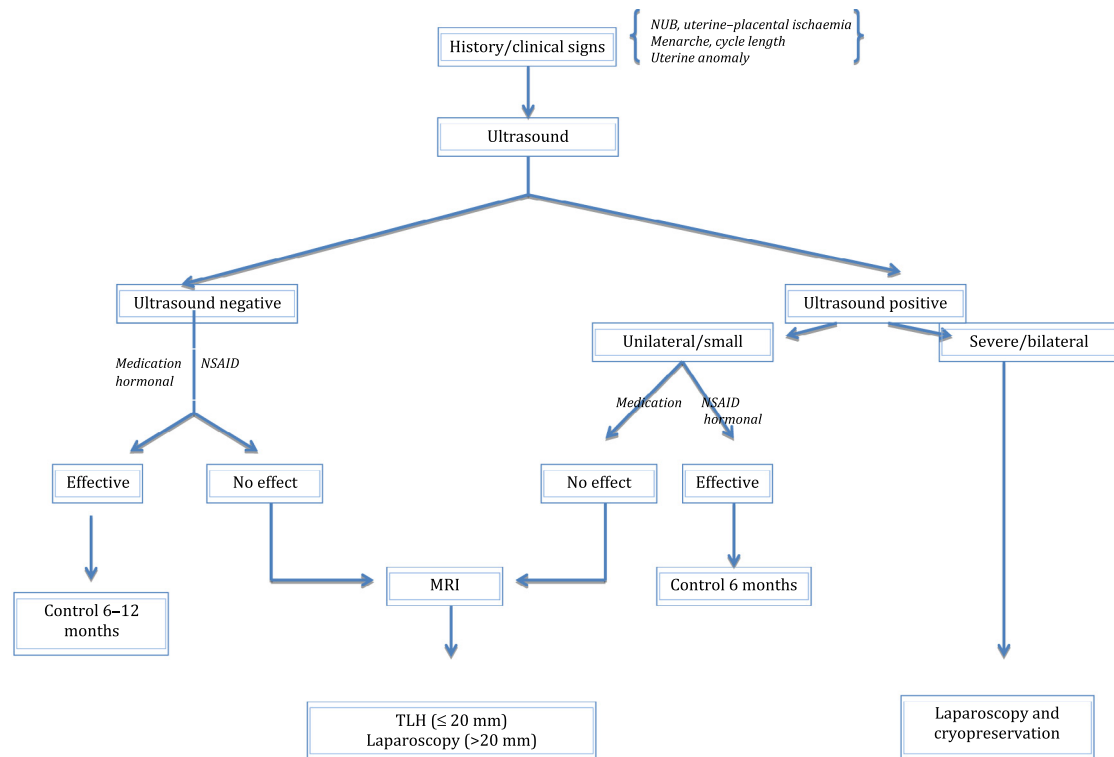 History/clinical signs
NUB, uterine–placental ischaemia
Menarche, cycle length
Uterine anomaly
Ultrasound
Ultrasound negative
Ultrasound positive
Unilateral/small
Severe/bilateral
Medication NSAID
hormonal
Medication NSAID
hormonal
Effective
No effect
No effect
Effective
MRI
Control 6 months
Control 6–12
months
TLH (≤ 20 mm)
Laparoscopy (>20 mm)
Laparoscopy and
cryopreservation